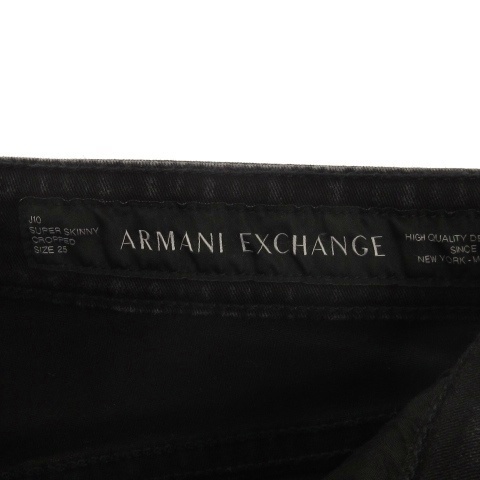 J10
SUPER SKINNY
CROPPED
SIZE 25
ARMANI EXCHANGE
HIGH QUALITY
SINCE
NEW YORK